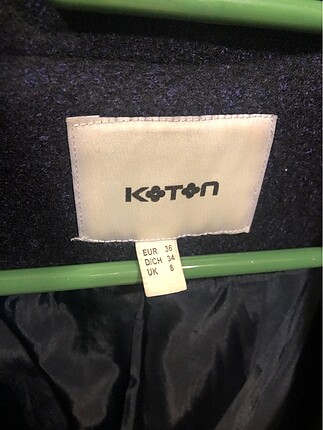 KOTON
EUR 36
D/CH 34
UK 8